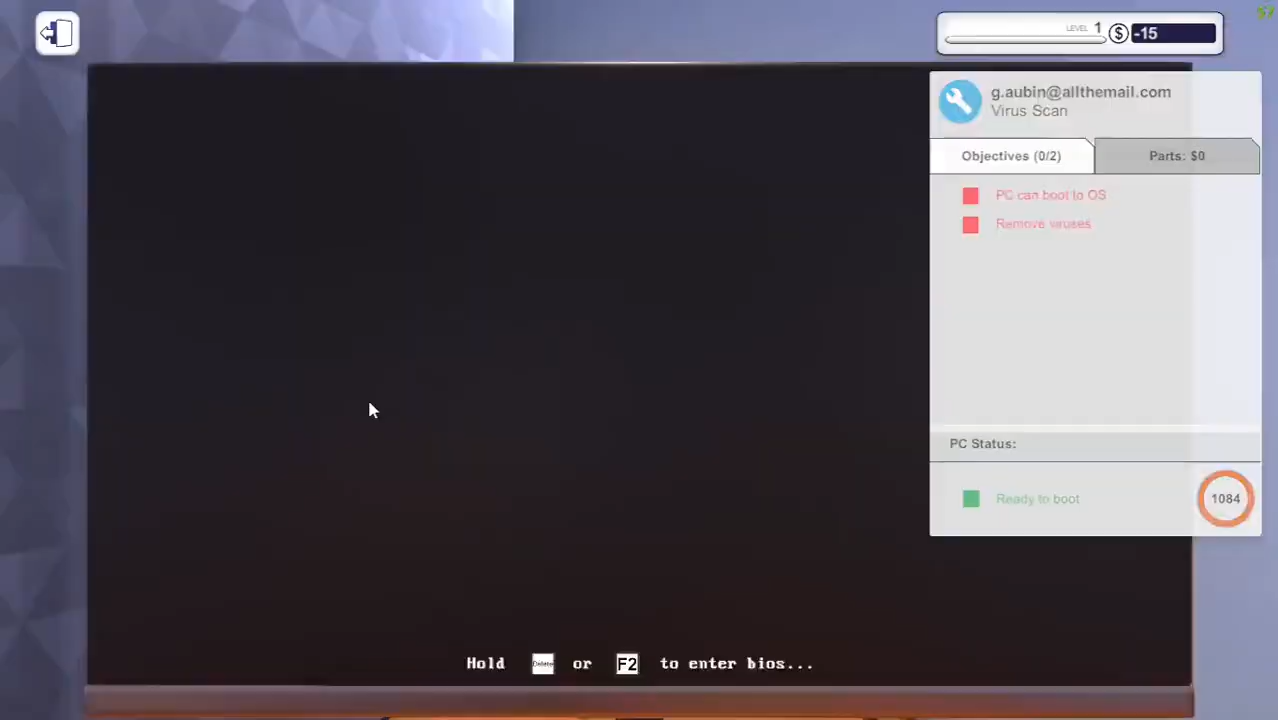 LEVEL 1 $ -15
g.aubin@allthemail.com
Virus Scan
Objectives (0/2)
Parts: $0
PC can boot to OS
Remove viruses
PC Status:
Ready to boot
1084
Hold Delete or F2 to enter bios...